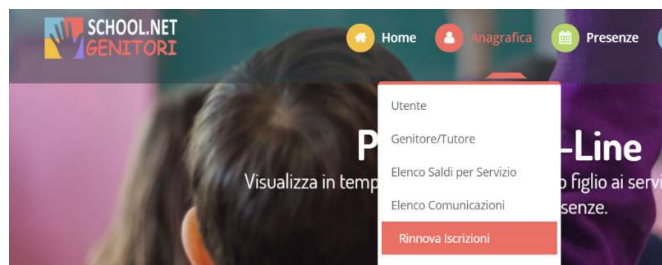 SCHOOL.NET
GENITORI
Home Anagrafica Presenze
Utente
Genitore/Tutore
Elenco Saldi per Servizio
Elenco Comunicazioni
Rinnova Iscrizioni
P -Line
Visualizza in temp figlio ai servi
senze.